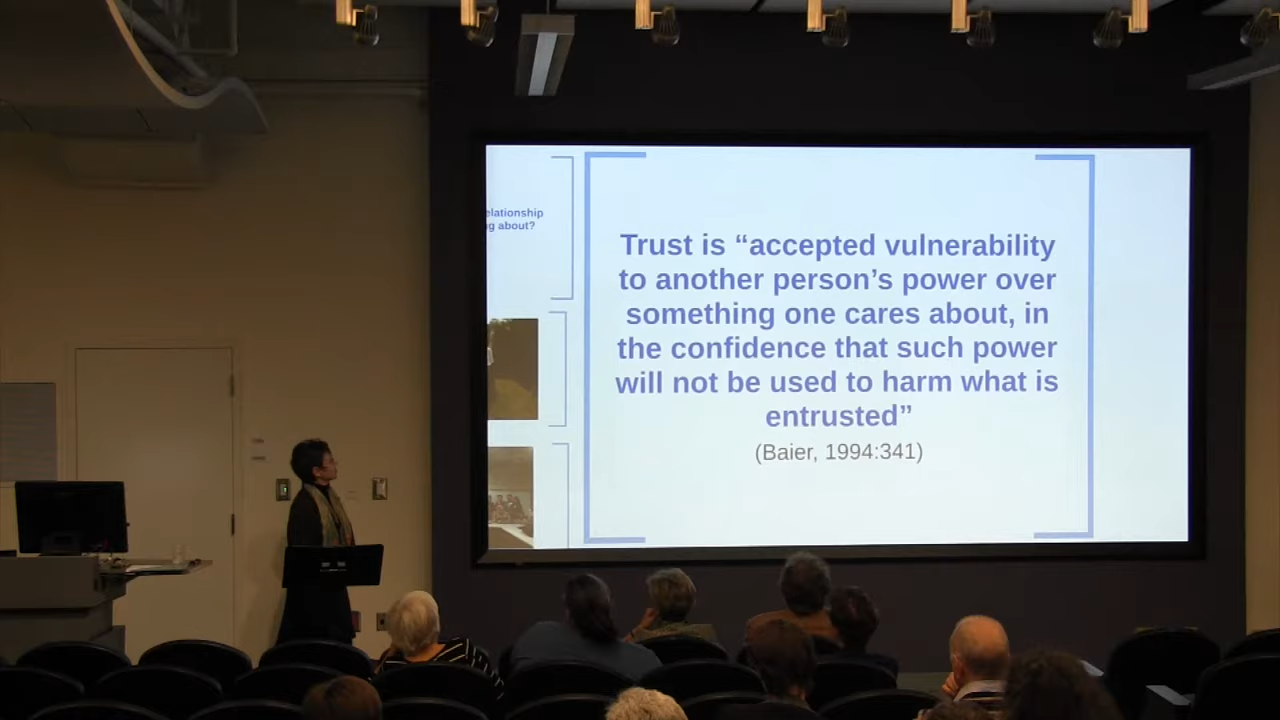 elationship
g about?
Trust is “accepted vulnerability
to another person’s power over
something one cares about, in
the confidence that such power
will not be used to harm what is
entrusted”
(Baier, 1994:341)